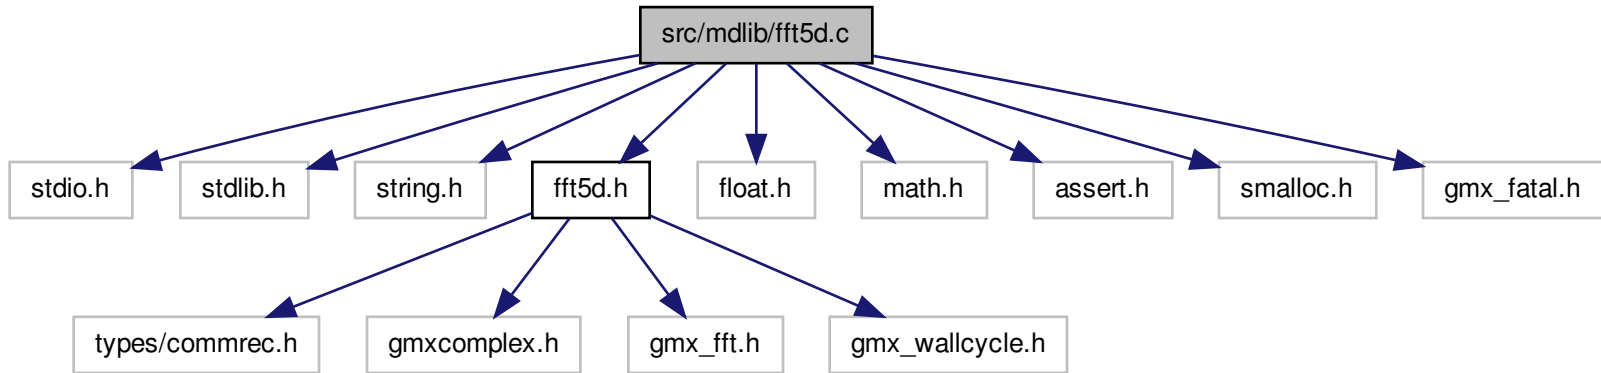 src/mdlib/fft5d.c
stdio.h
stdlib.h
string.h
fft5d.h
float.h
math.h
assert.h
smalloc.h
gmx_fatal.h
types/commrec.h
gmxcomplex.h
gmx_fft.h
gmx_wallcycle.h